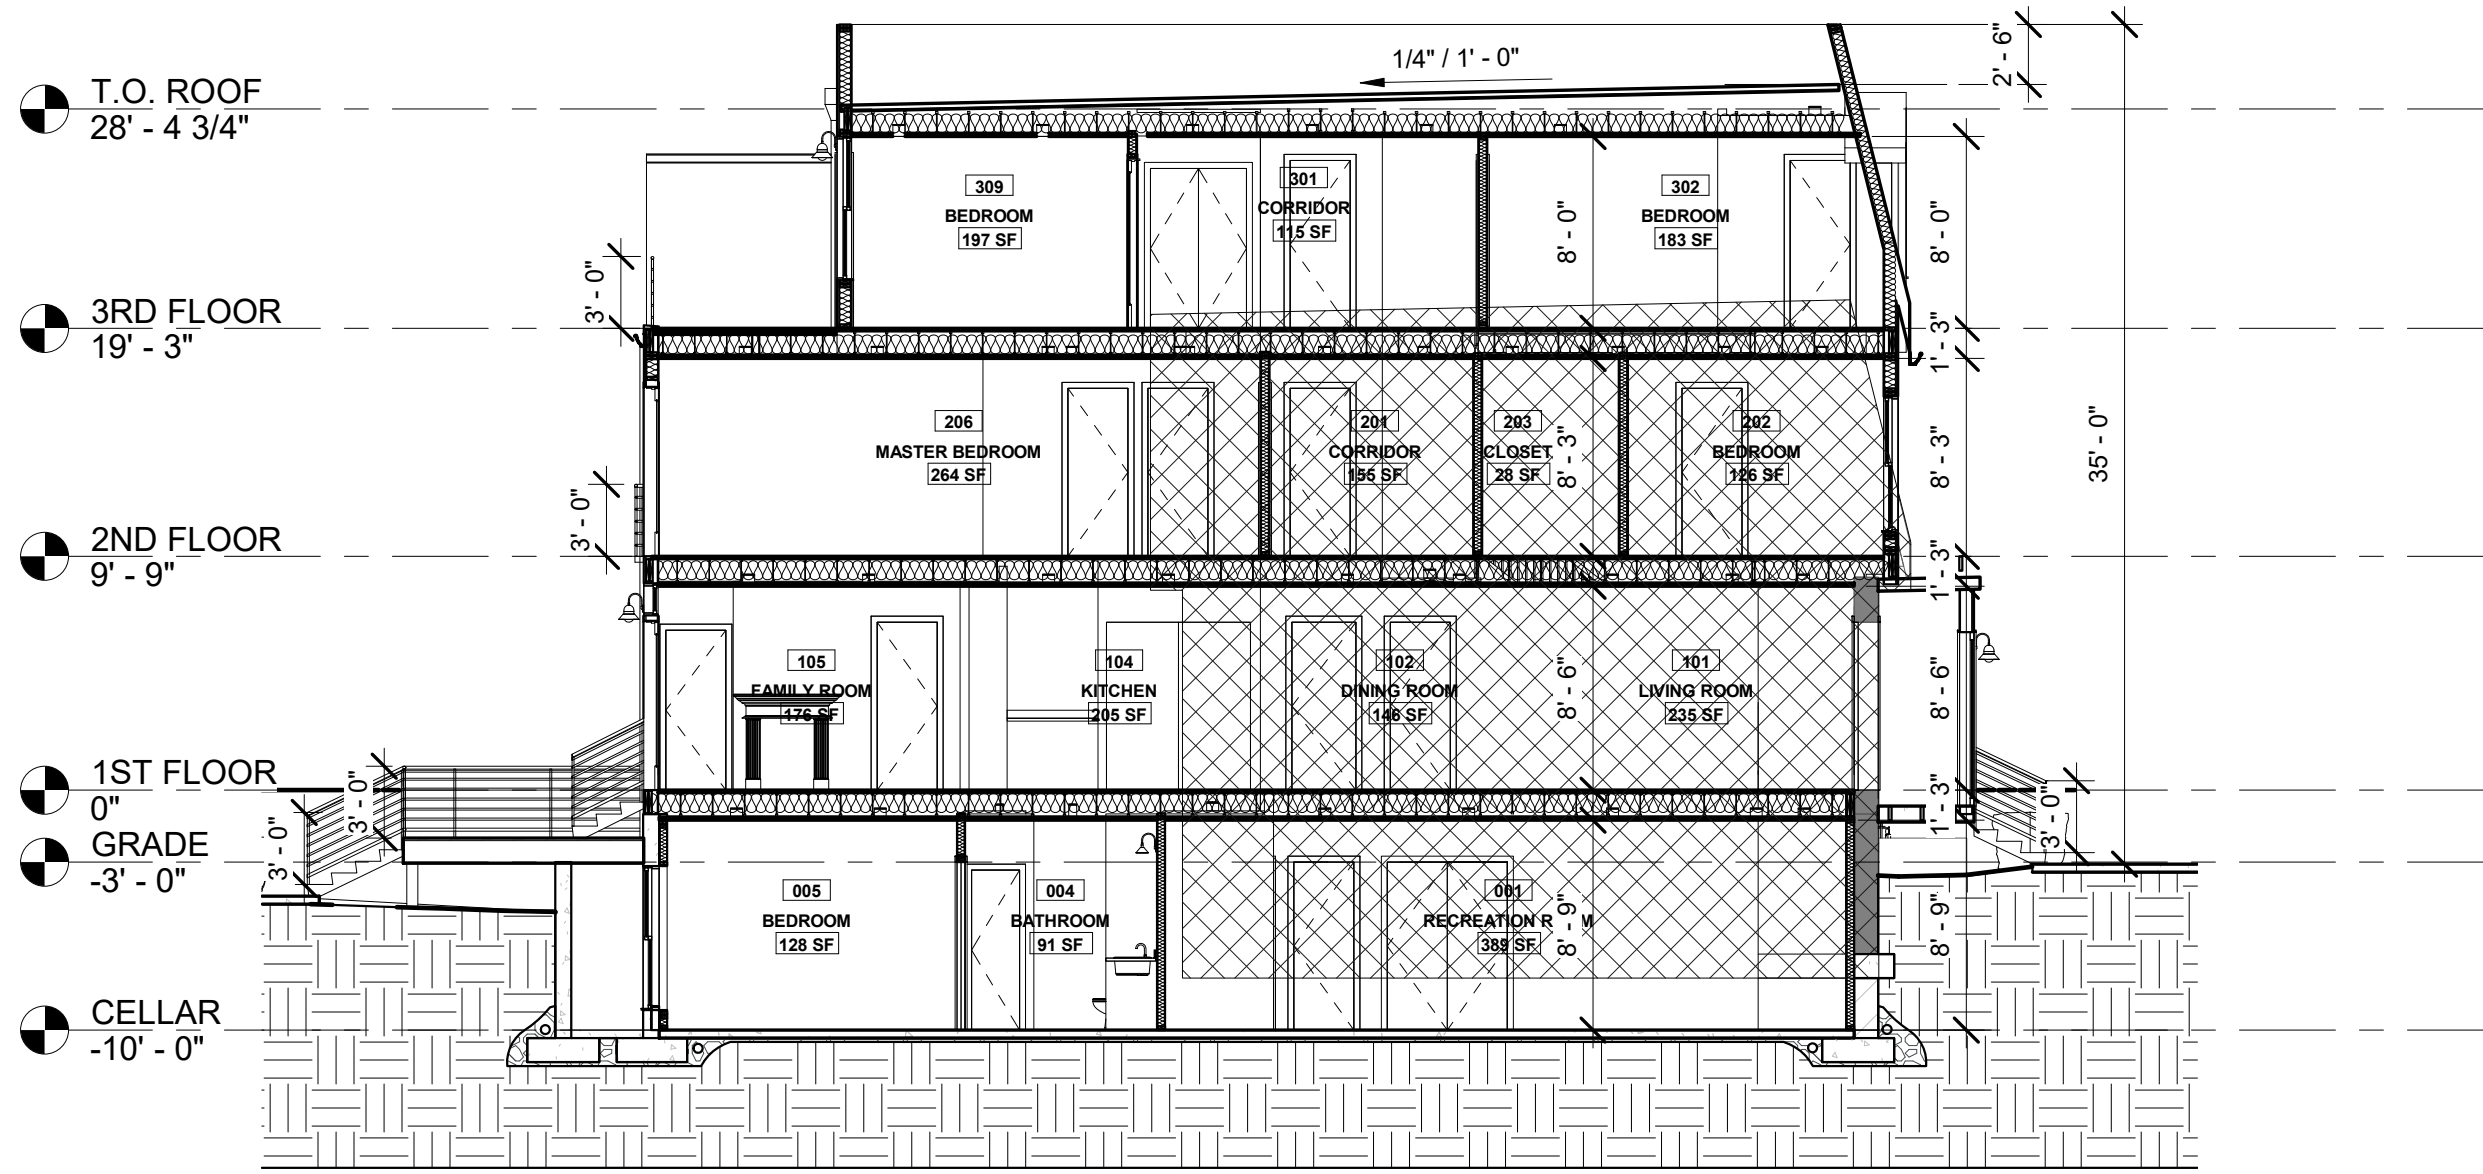 1/4" / 1' - 0"
2' - 6"
T.O. ROOF
28' - 4 3/4"
309
BEDROOM
197 SF
301
CORRIDOR
115 SF
8' - 0"
302
BEDROOM
183 SF
8' - 0"
3' - 0"
3RD FLOOR
19' - 3"
1' - 3"
206
MASTER BEDROOM
264 SF
201
CORRIDOR
155 SF
203
CLOSET
28 SF
8' - 3"
202
BEDROOM
126 SF
8' - 3"
35' - 0"
3' - 0"
2ND FLOOR
9' - 9"
1' - 3"
105
FAMILY ROOM
176 SF
104
KITCHEN
205 SF
102
DINING ROOM
146 SF
8' - 6"
101
LIVING ROOM
235 SF
8' - 6"
1ST FLOOR
0"
3' - 0"
3' - 0"
1' - 3"
3' - 0"
GRADE
-3' - 0"
005
BEDROOM
128 SF
004
BATHROOM
91 SF
001
RECREATION R M
389 SF
8' - 9"
8' - 9"
CELLAR
-10' - 0"